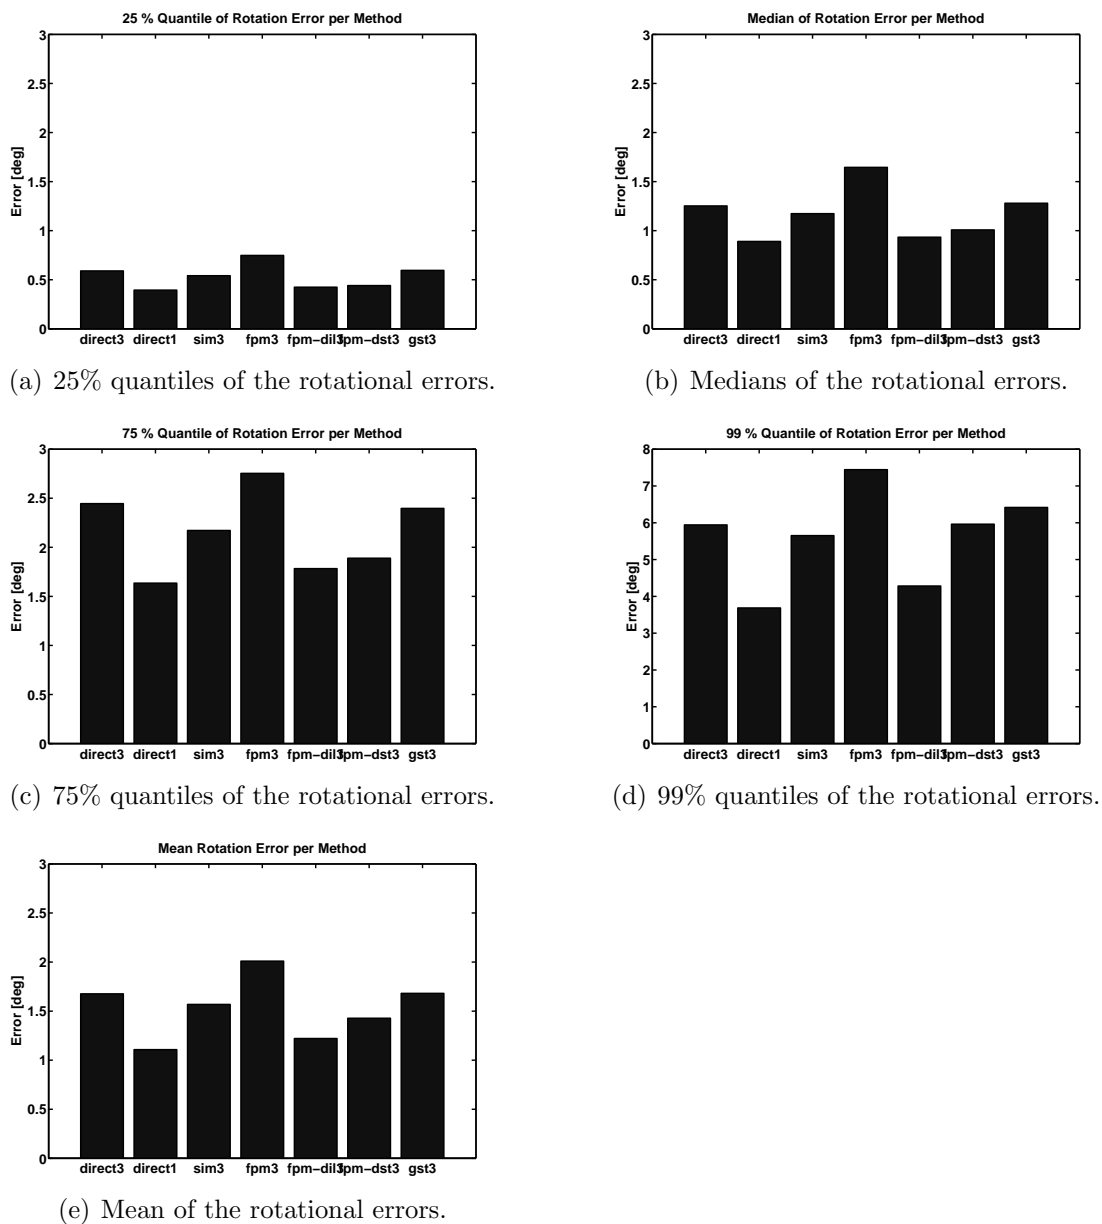 25 % Quantile of Rotation Error per Method
3
2.5
2
1.5
1
0.5
0
Error [deg]
direct3 direct1 sim3 fpm3 fpm−dil3 fpm−dst3 gst3
(a) 25% quantiles of the rotational errors.
Median of Rotation Error per Method
3
2.5
2
1.5
1
0.5
0
Error [deg]
direct3 direct1 sim3 fpm3 fpm−dil3 fpm−dst3 gst3
(b) Medians of the rotational errors.
75 % Quantile of Rotation Error per Method
3
2.5
2
1.5
1
0.5
0
Error [deg]
direct3 direct1 sim3 fpm3 fpm−dil3 fpm−dst3 gst3
(c) 75% quantiles of the rotational errors.
99 % Quantile of Rotation Error per Method
8
7
6
5
4
3
2
1
0
Error [deg]
direct3 direct1 sim3 fpm3 fpm−dil3 fpm−dst3 gst3
(d) 99% quantiles of the rotational errors.
Mean Rotation Error per Method
3
2.5
2
1.5
1
0.5
0
Error [deg]
direct3 direct1 sim3 fpm3 fpm−dil3 fpm−dst3 gst3
(e) Mean of the rotational errors.